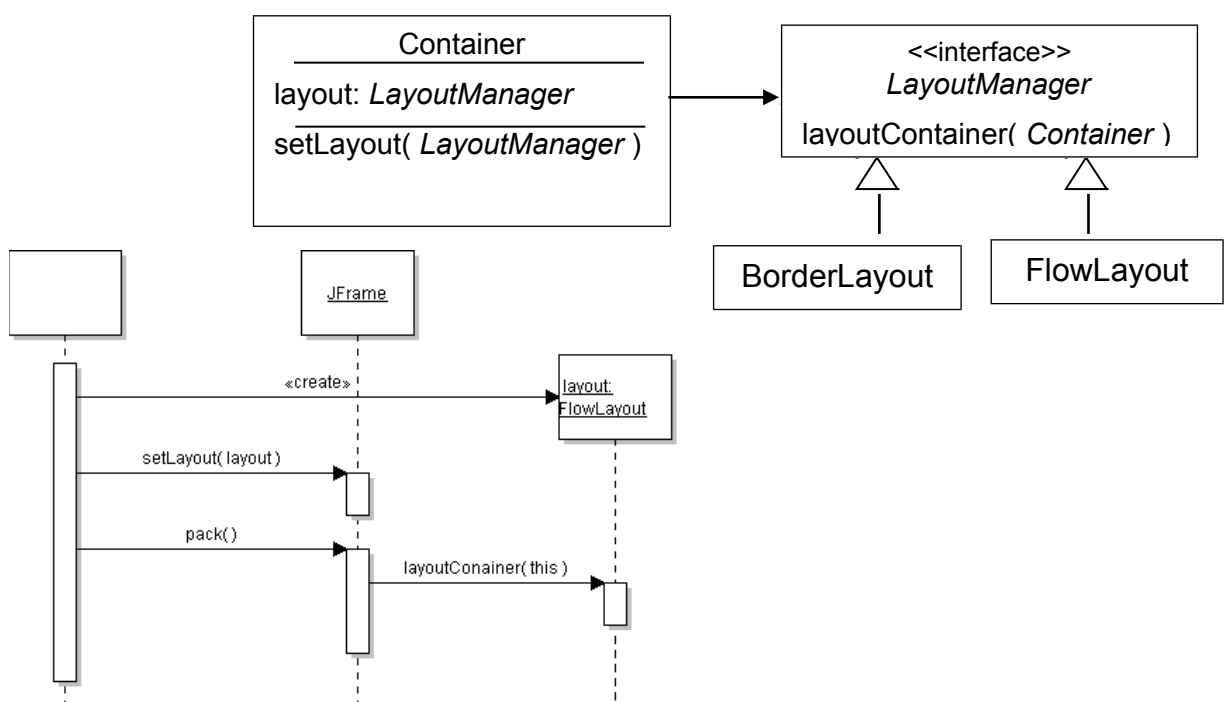 Container
layout: LayoutManager
setLayout( LayoutManager )
<<interface>>
LayoutManager
layoutContainer( Container )
BorderLayout
FlowLayout
JFrame
«create»
layout:
FlowLayout
setLayout( layout )
pack()
layoutConainer( this )